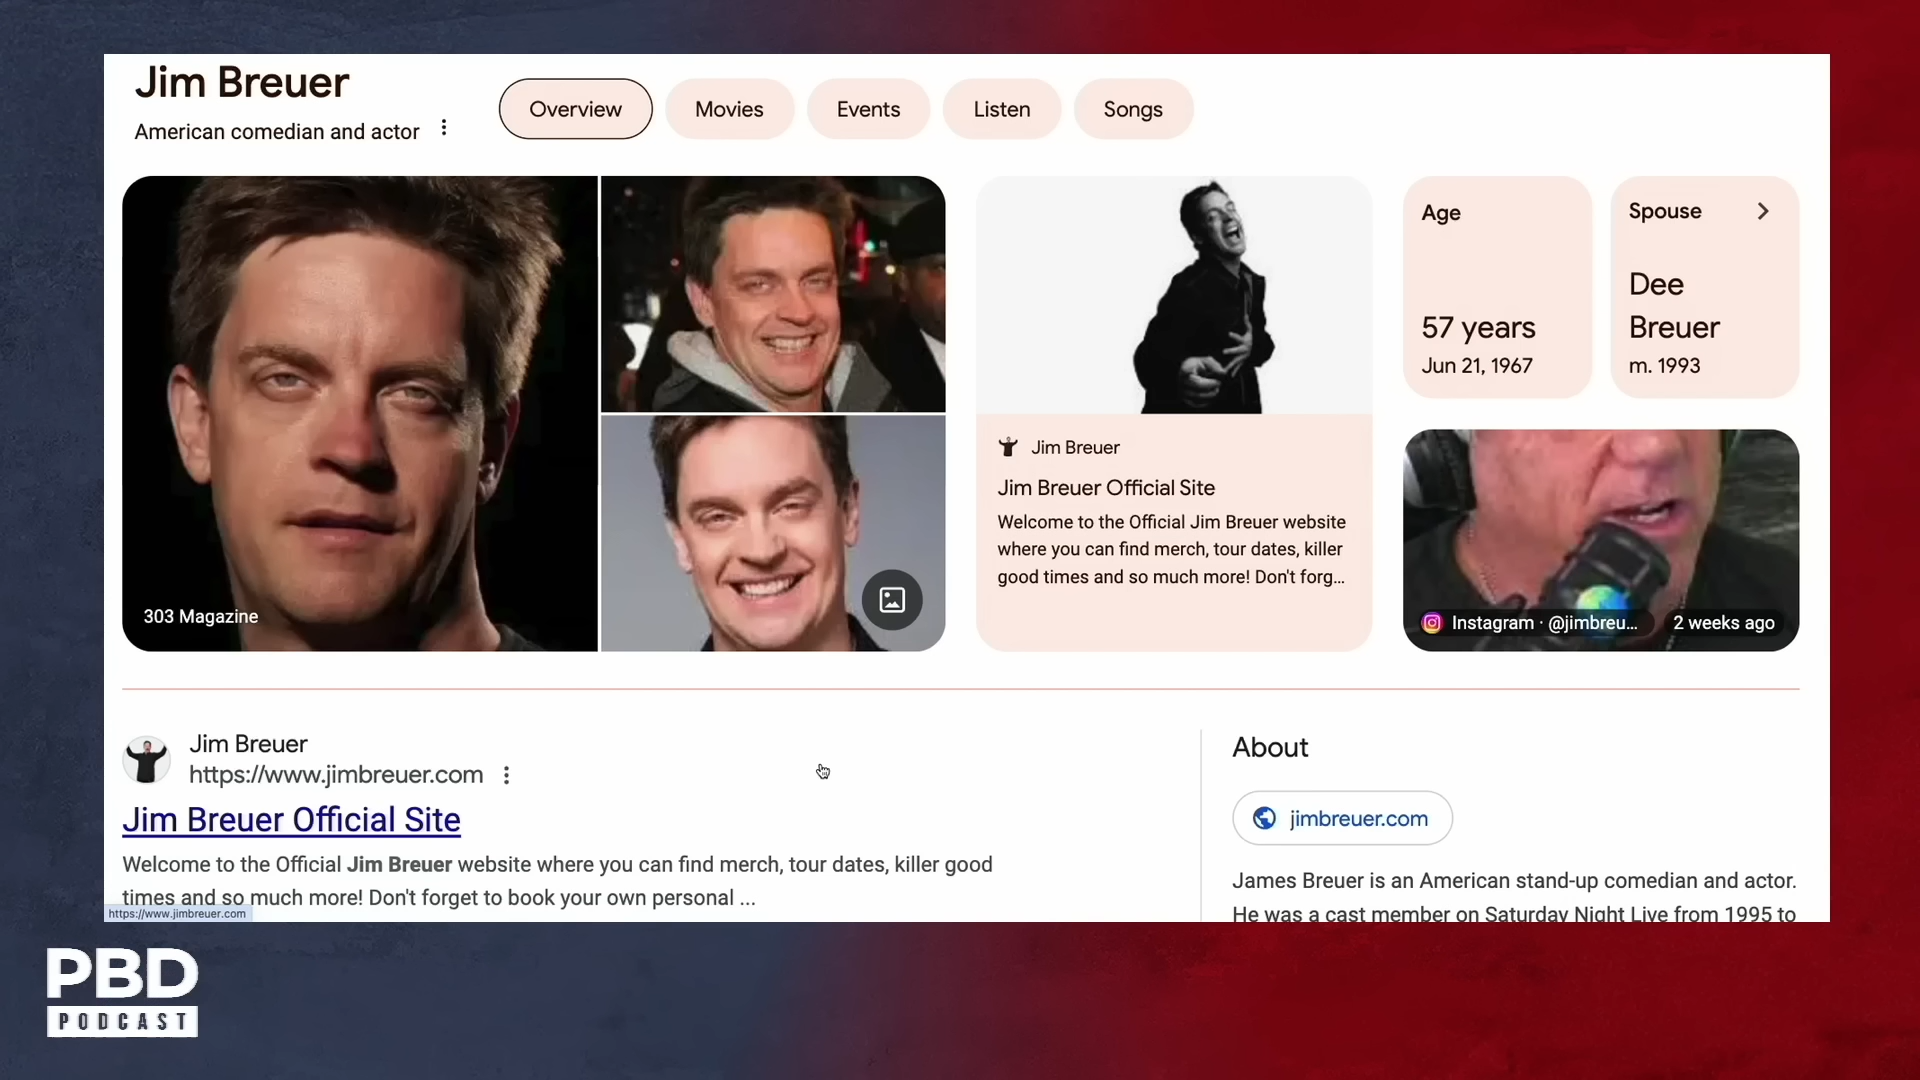 Jim Breuer
American comedian and actor
Overview
Movies
Events
Listen
Songs
303 Magazine
Jim Breuer
Jim Breuer Official Site
Welcome to the Official Jim Breuer website
where you can find merch, tour dates, killer
good times and so much more! Don't forg...
Age
57 years
Jun 21, 1967
Spouse
Dee
Breuer
m. 1993
Instagram · @jimbreu...
2 weeks ago
Jim Breuer
https://www.jimbreuer.com
Jim Breuer Official Site
Welcome to the Official Jim Breuer website where you can find merch, tour dates, killer good
times and so much more! Don't forget to book your own personal ...
https://www.jimbreuer.com
About
jimbreuer.com
James Breuer is an American stand-up comedian and actor.
He was a cast member on Saturday Night Live from 1995 to
PBD
PODCAST